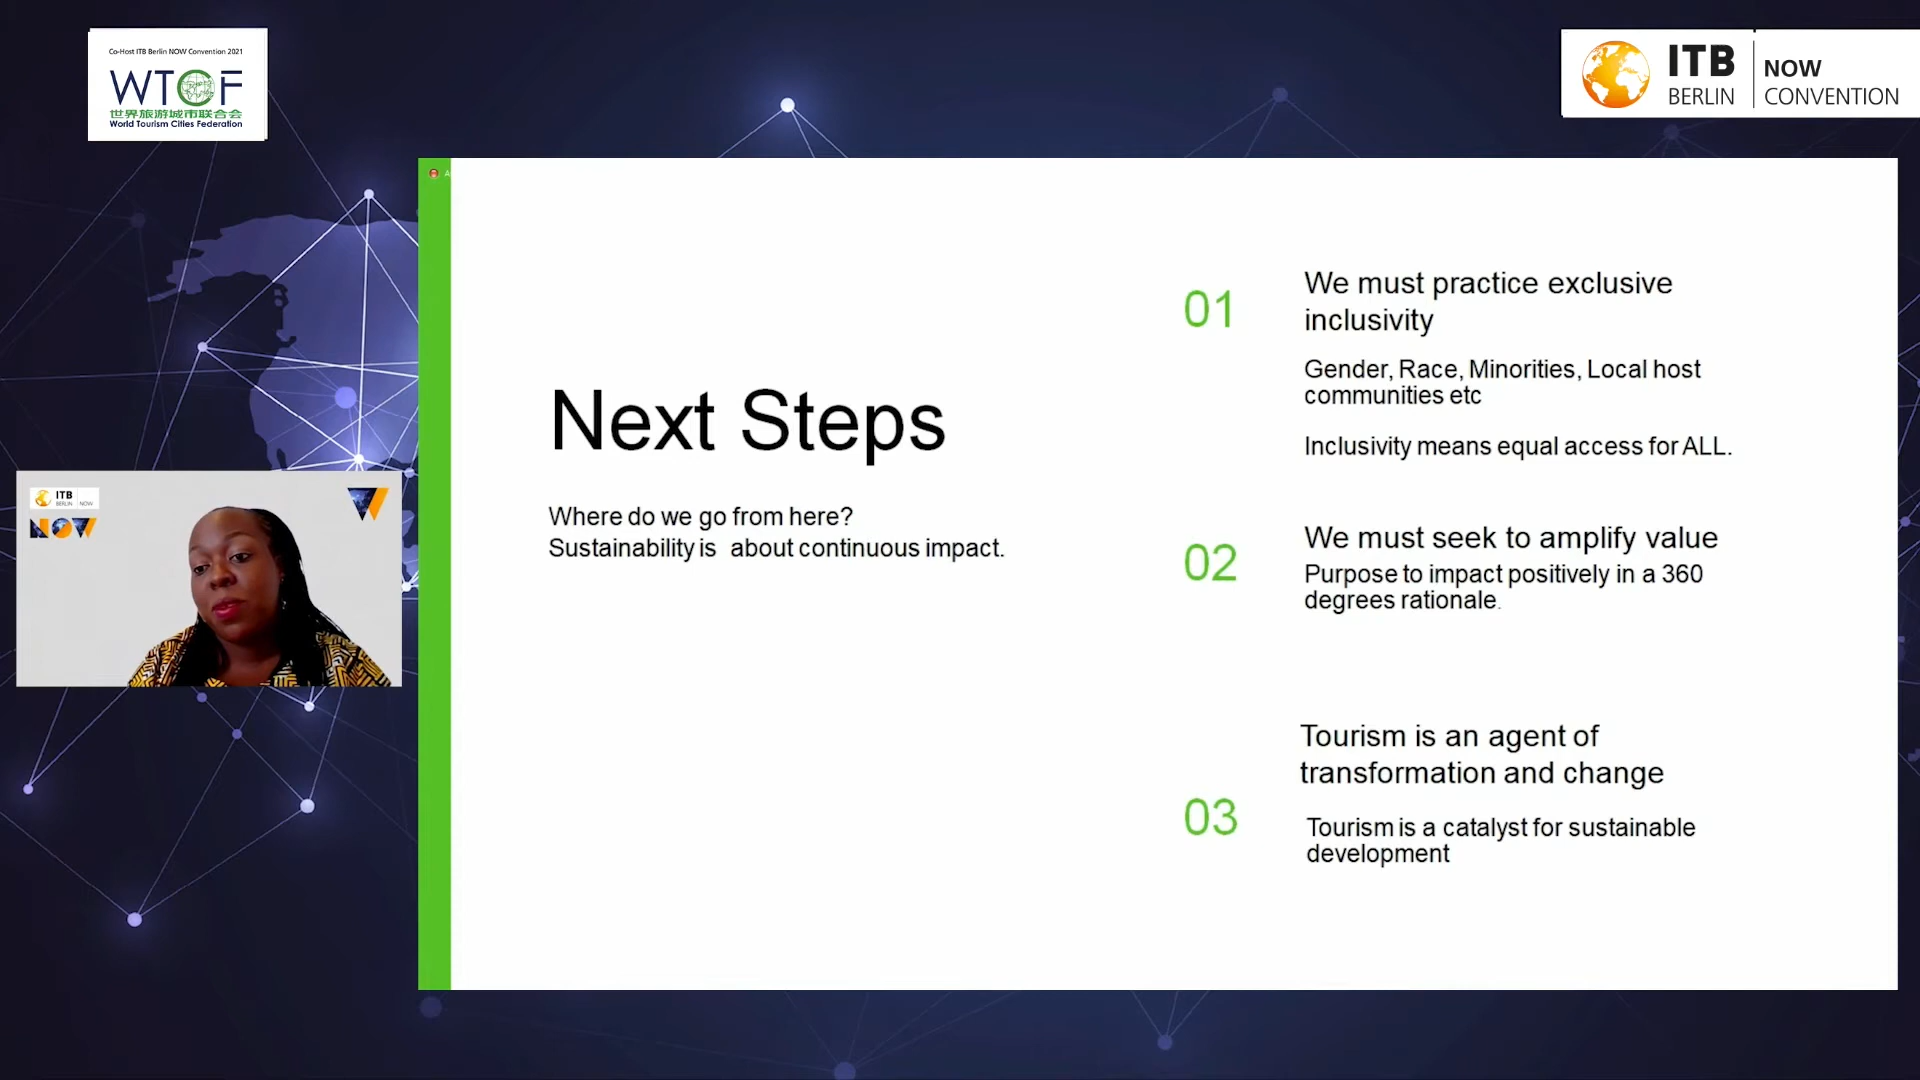 Co-Host ITB Berlin NOW Convention 2021
WTCF
世界旅游城市联合会
World Tourism Cities Federation
ITB
BERLIN
NOW
CONVENTION
Next Steps
Where do we go from here?
Sustainability is about continuous impact.
01
We must practice exclusive
inclusivity
Gender, Race, Minorities, Local host
communities etc
Inclusivity means equal access for ALL.
02
We must seek to amplify value
Purpose to impact positively in a 360
degrees rationale.
03
Tourism is an agent of
transformation and change
Tourism is a catalyst for sustainable
development
ITB
BERLIN NOW
NOW